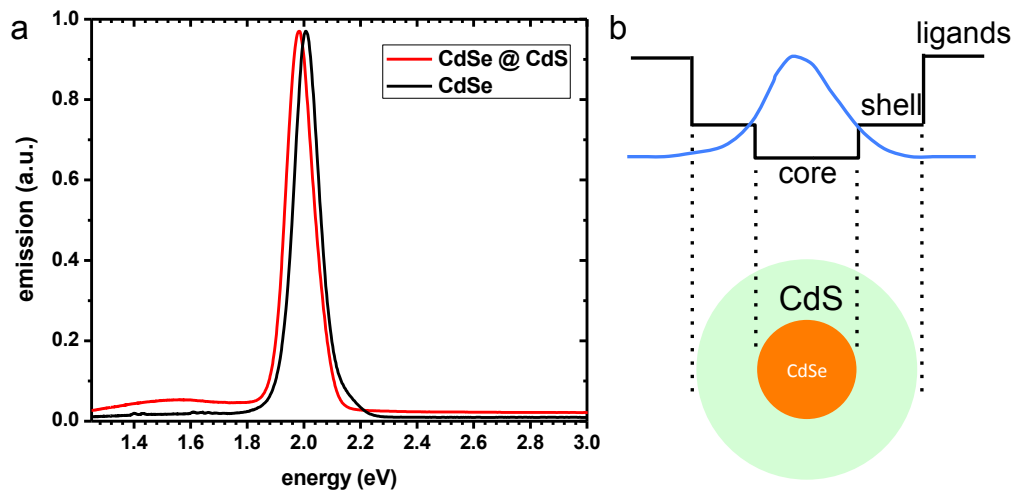 a
1.0
0.8
0.6
0.4
0.2
0.0
emission (a.u.)
CdSe @ CdS
CdSe
1.4
1.6
1.8
2.0
2.2
2.4
2.6
2.8
3.0
energy (eV)
b
ligands
shell
core
CdS
CdSe